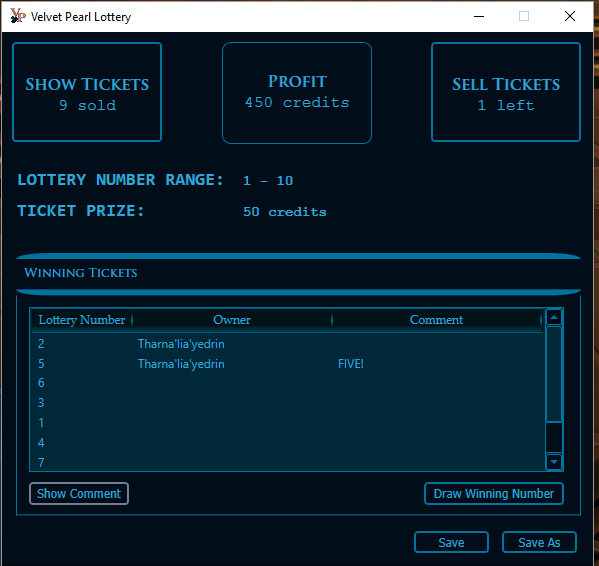 Velvet Pearl Lottery
SHOW TICKETS
9 sold
PROFIT
450 credits
SELL TICKETS
1 left
LOTTERY NUMBER RANGE: 1 - 10
TICKET PRIZE: 50 credits
WINNING TICKETS
Lottery Number Owner Comment
2 Tharna'lia'yedrin
5 Tharna'lia'yedrin FIVE!
6
3
1
4
7
Show Comment Draw Winning Number
Save Save As